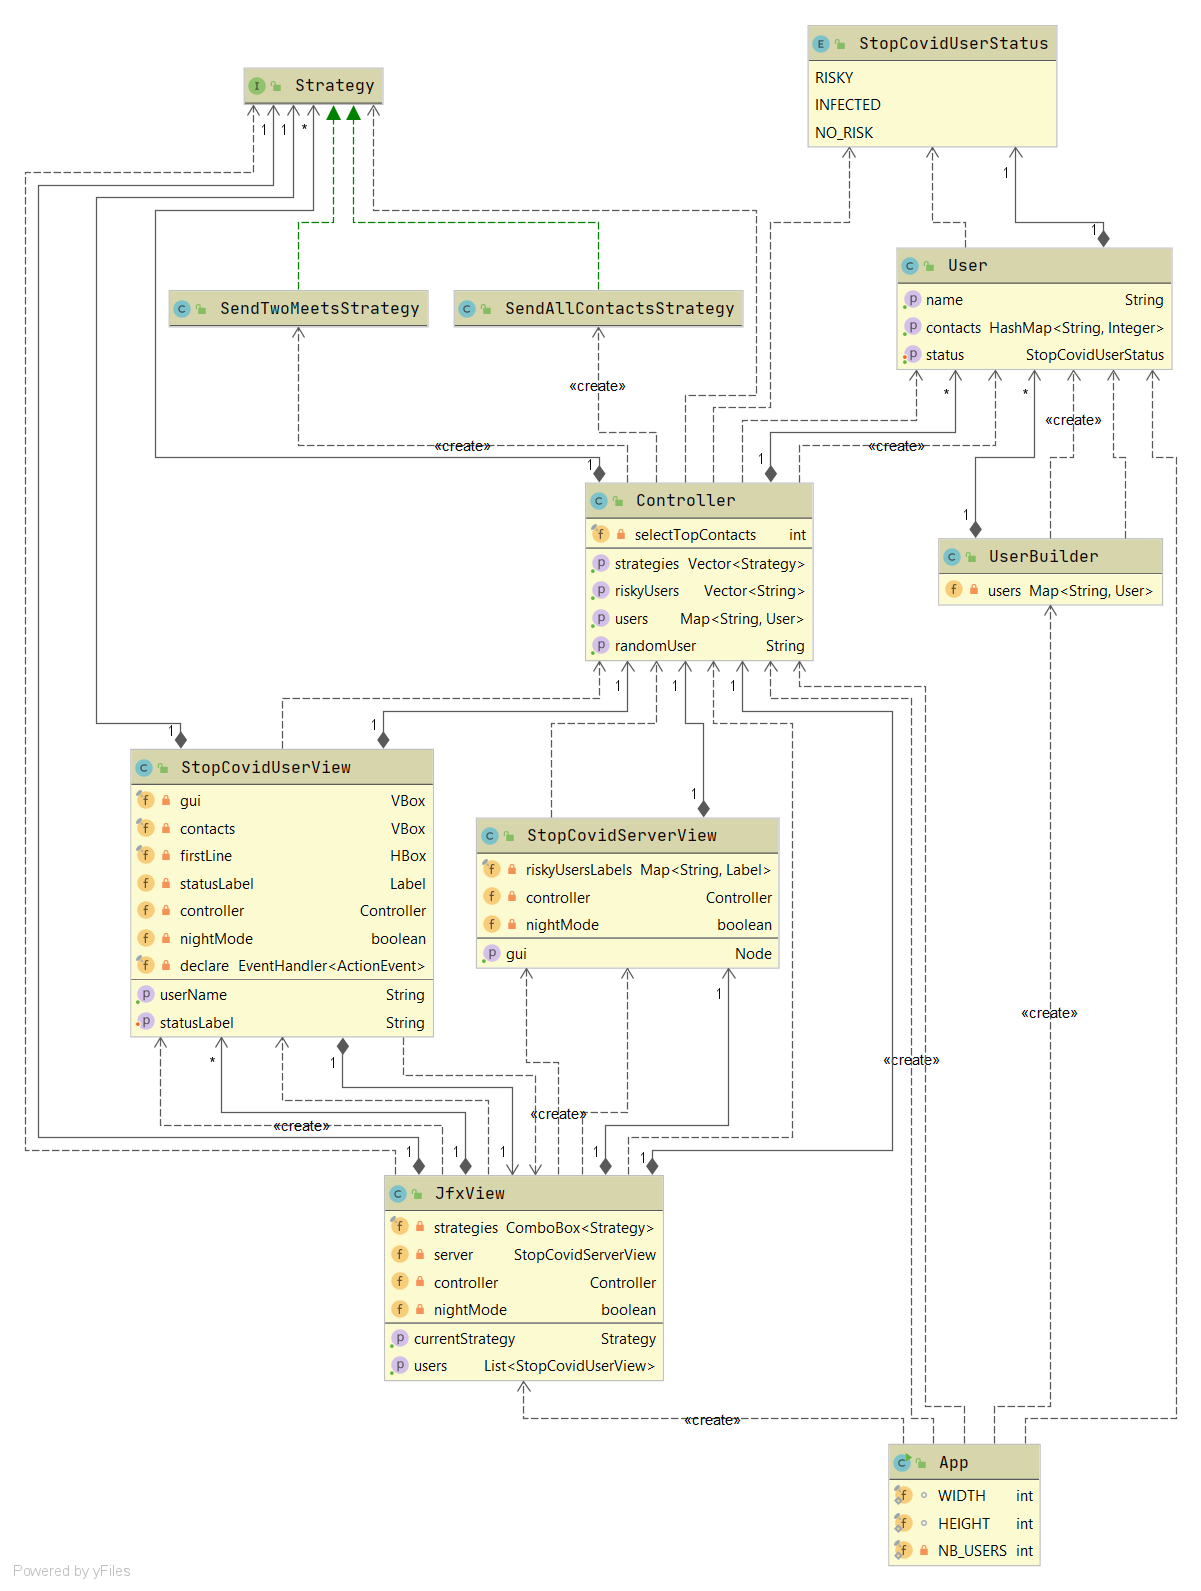 StopCovidUserStatus
RISKY
INFECTED
NO_RISK
Strategy
1 1 *
1
1
User
name String
contacts HashMap<String, Integer>
status StopCovidUserStatus
SendTwoMeetsStrategy
SendAllContactsStrategy
«create»
* *
«create»
«create»
«create»
1
1
1
Controller
selectTopContacts int
strategies Vector<Strategy>
riskyUsers Vector<String>
users Map<String, User>
randomUser String
UserBuilder
users Map<String, User>
1 1 1
1
1
StopCovidUserView
gui VBox
contacts VBox
firstLine HBox
statusLabel Label
controller Controller
nightMode boolean
declare EventHandler<ActionEvent>
userName String
statusLabel String
1
StopCovidServerView
riskyUsersLabels Map<String, Label>
controller Controller
nightMode boolean
gui Node
1
«create»
* 1
«create»
«create»
«create»
1 1 1 1 1
JfxView
strategies ComboBox<Strategy>
server StopCovidServerView
controller Controller
nightMode boolean
currentStrategy Strategy
users List<StopCovidUserView>
«create»
App
WIDTH int
HEIGHT int
NB_USERS int
Powered by yFiles